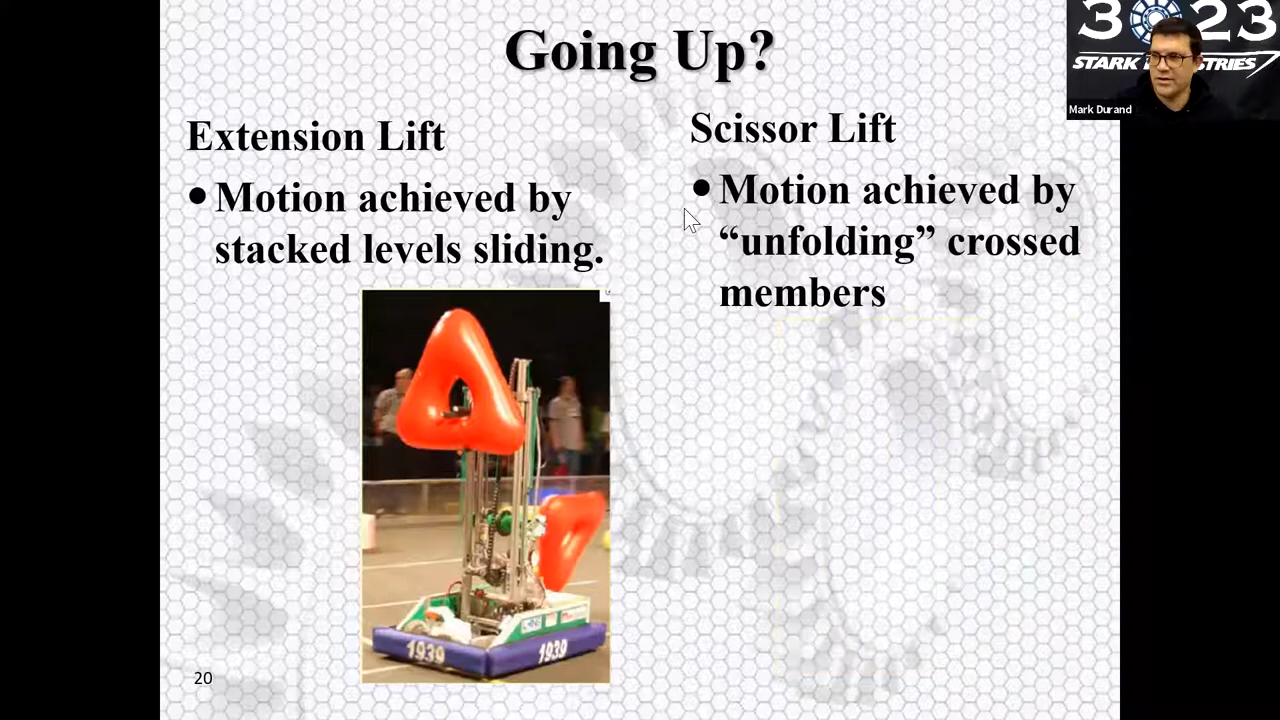 Going Up?
Extension Lift
• Motion achieved by
stacked levels sliding.
Scissor Lift
• Motion achieved by
“unfolding” crossed
members
1939
1939
20
3023
STARK INDUSTRIES
Mark Durand